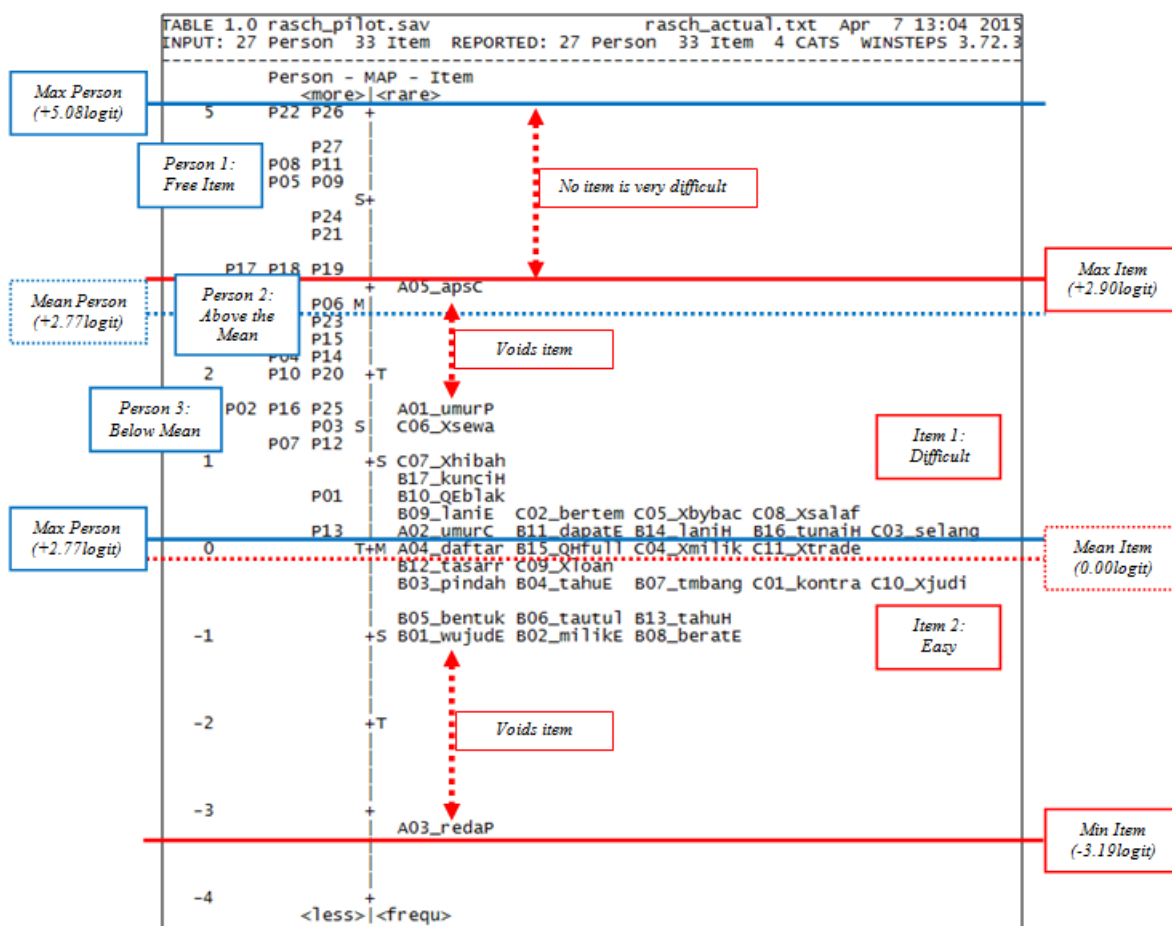 TABLE 1.0 rasch_pilot.sav rasch_actual.txt Apr 7 13:04 2015
INPUT: 27 Person 33 Item REPORTED: 27 Person 33 Item 4 CATS WINSTEPS 3.72.3
Person - MAP - Item
<more>|<rare>
Max Person
(+5.08logit)
5 P22 P26 +
P27
Person 1:
Free Item
P08 P11
P05 P09
No item is very difficult
S+
P24
P21
P17 P18 P19
Max Item
(+2.90logit)
+ A05_apsC
Mean Person
(+2.77logit)
Person 2:
Above the
Mean
P06 M
P23
P15
Voids item
P04 P14
2 P10 P20 +T
Person 3:
Below Mean
P02 P16 P25 | A01_umurP
P03 S| C06_Xsewa
P07 P12
Item 1:
Difficult
1 +S C07_Xhibah
B17_kunciH
P01 | B10_QEblak
B09_laniE C02_bertem C05_Xbybac C08_Xsalaf
Max Person
(+2.77logit)
P13 | A02_umurC B11_dapatE B14_laniH B16_tunaiH C03_selang
0 T+M A04_daftar B15_QHfull C04_Xmilik C11_Xtrade
Mean Item
(0.00logit)
B12_tasarr C09_Xloan
B03_pindah B04_tahuE B07_tmbang C01_kontra C10_Xjudi
B05_bentuk B06_tautul B13_tahuH
-1 +S B01_wujudE B02_milikE B08_beratE
Item 2:
Easy
-2 +T
Voids item
-3 +
A03_redaP
Min Item
(-3.19logit)
-4 +
<less>|<frequ>